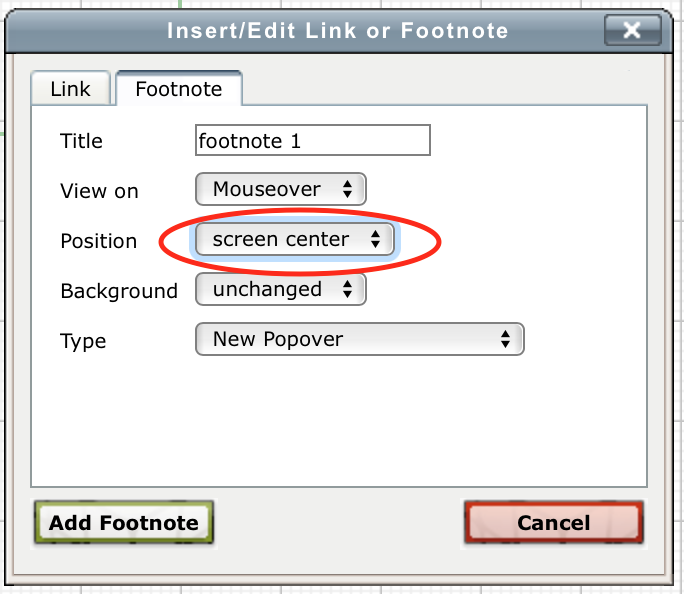 Insert/Edit Link or Footnote
Link Footnote
Title footnote 1
View on Mouseover
Position screen center
Background unchanged
Type New Popover
Add Footnote Cancel